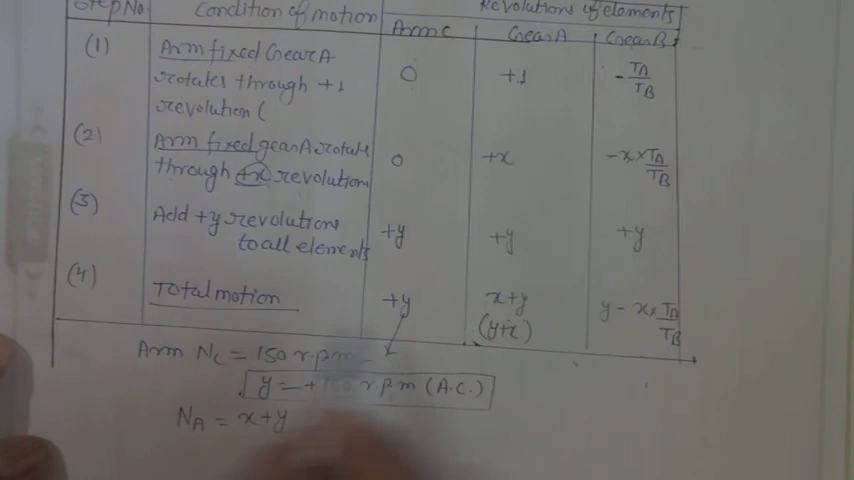 Step No Condition of motion Revolutions of elements
Arm C Gear A Gear B
(1) Arm fixed Gear A
rotates through +1
revolution (
0 +1 -TA/TB
(2) Arm fixed gear A rotate
through +x revolution
0 +x -x×TA/TB
(3) Add +y revolutions
to all elements
+y +y +y
(4) Total motion
+y x+y y-x×TA/TB
(y+x)
Arm NC = 150 r.p.m
y = +150 r.p.m (A.C.)
NA = x+y